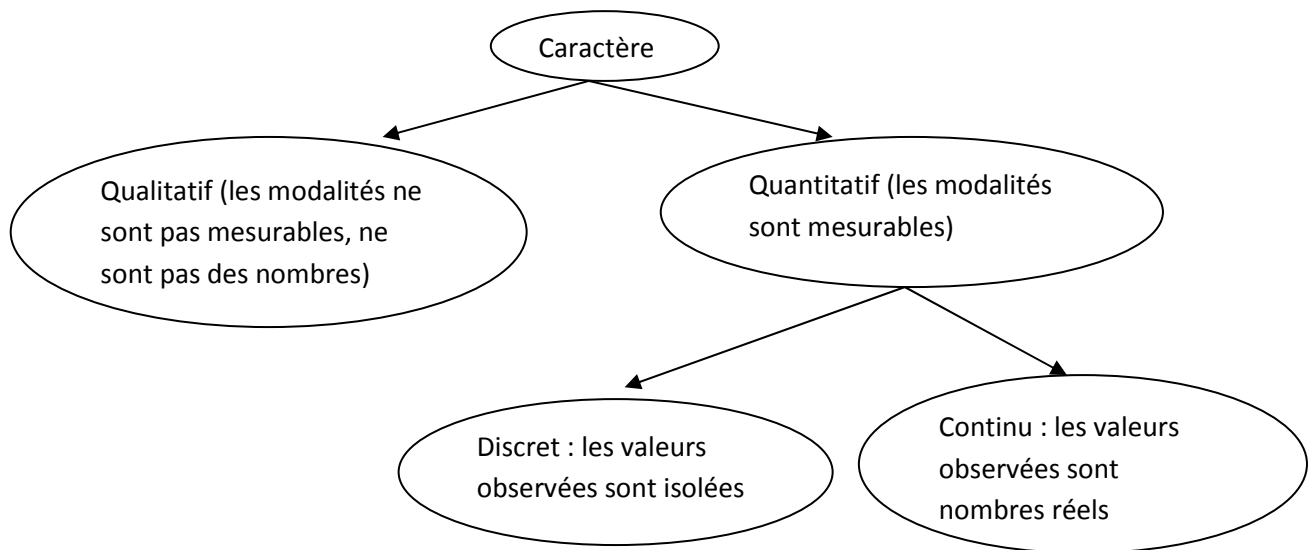 Caractère
Qualitatif (les modalités ne
sont pas mesurables, ne
sont pas des nombres)
Quantitatif (les modalités
sont mesurables)
Discret : les valeurs
observées sont isolées
Continu : les valeurs
observées sont
nombres réels